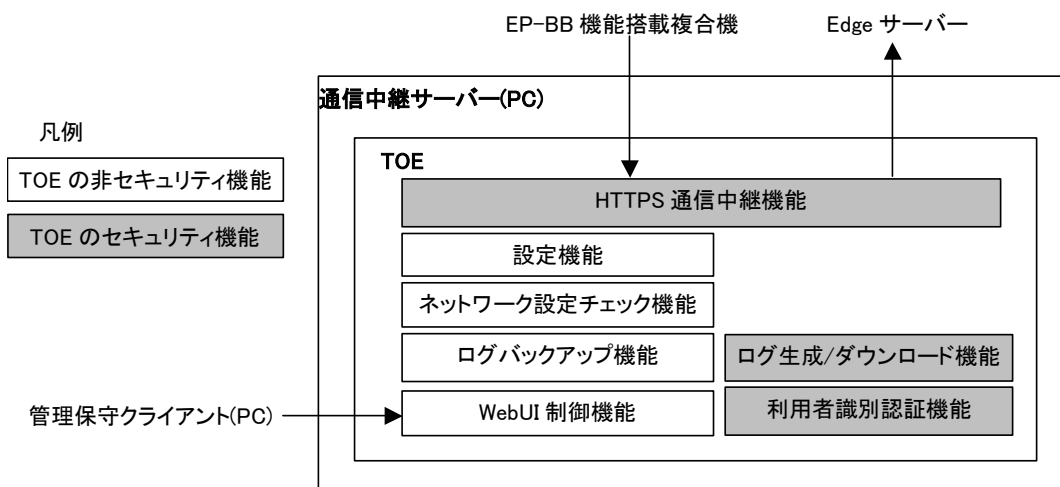 EP-BB 機能搭載複合機
Edge サーバー
通信中継サーバー(PC)
凡例
TOE の非セキュリティ機能
TOE のセキュリティ機能
TOE
HTTPS 通信中継機能
設定機能
ネットワーク設定チェック機能
ログバックアップ機能
ログ生成/ダウンロード機能
管理保守クライアント(PC)
WebUI 制御機能
利用者識別認証機能